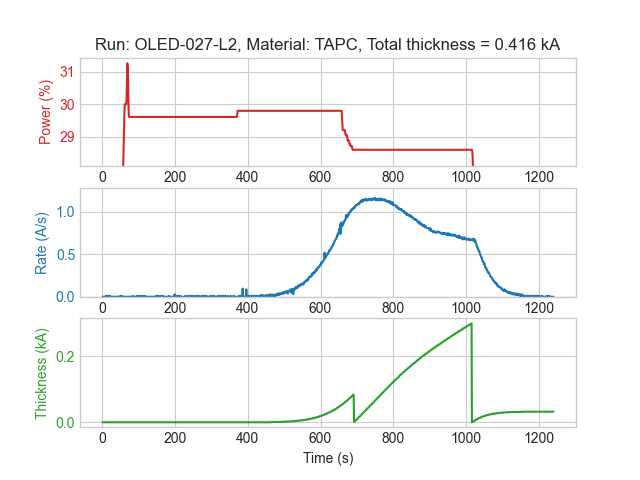 Run: OLED-027-L2, Material: TAPC, Total thickness = 0.416 kA
Power (%)
31
30
29
0 200 400 600 800 1000 1200
Rate (A/s)
1.0
0.5
0.0
0 200 400 600 800 1000 1200
Thickness (kA)
0.2
0.0
0 200 400 600 800 1000 1200
Time (s)